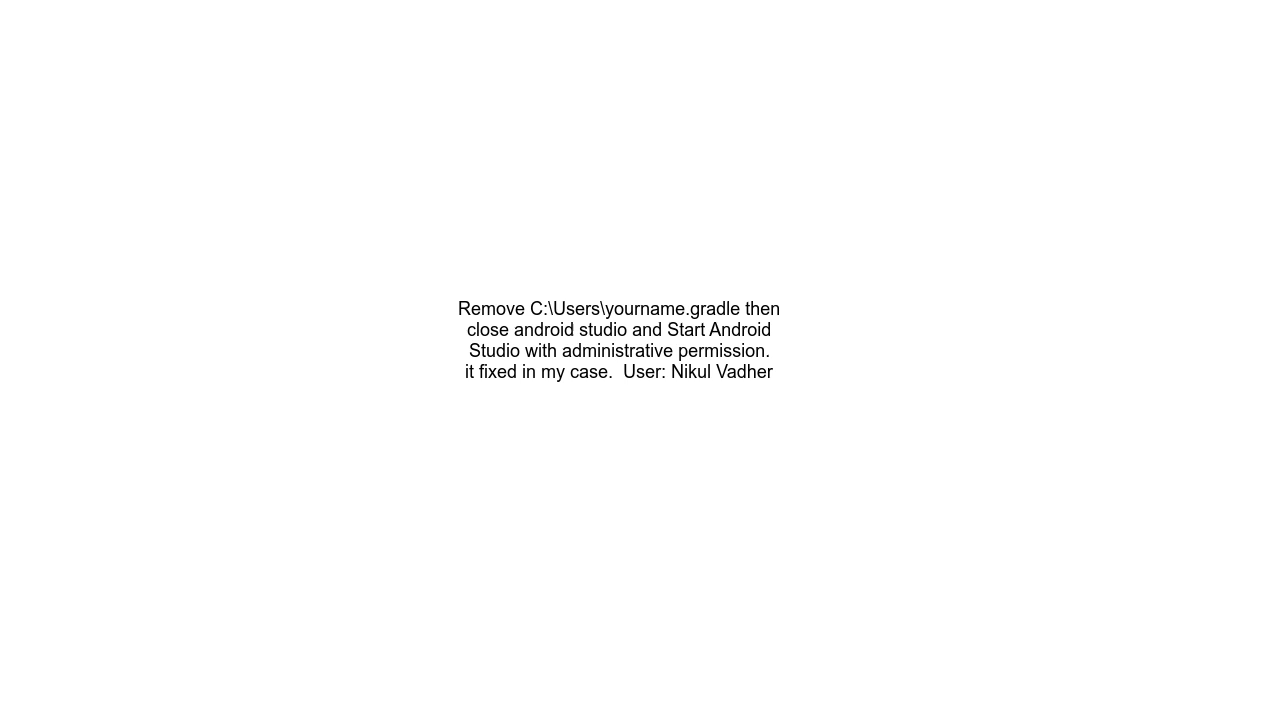 Remove C:\Users\yourname.gradle then
close android studio and Start Android
Studio with administrative permission.
it fixed in my case.  User: Nikul Vadher